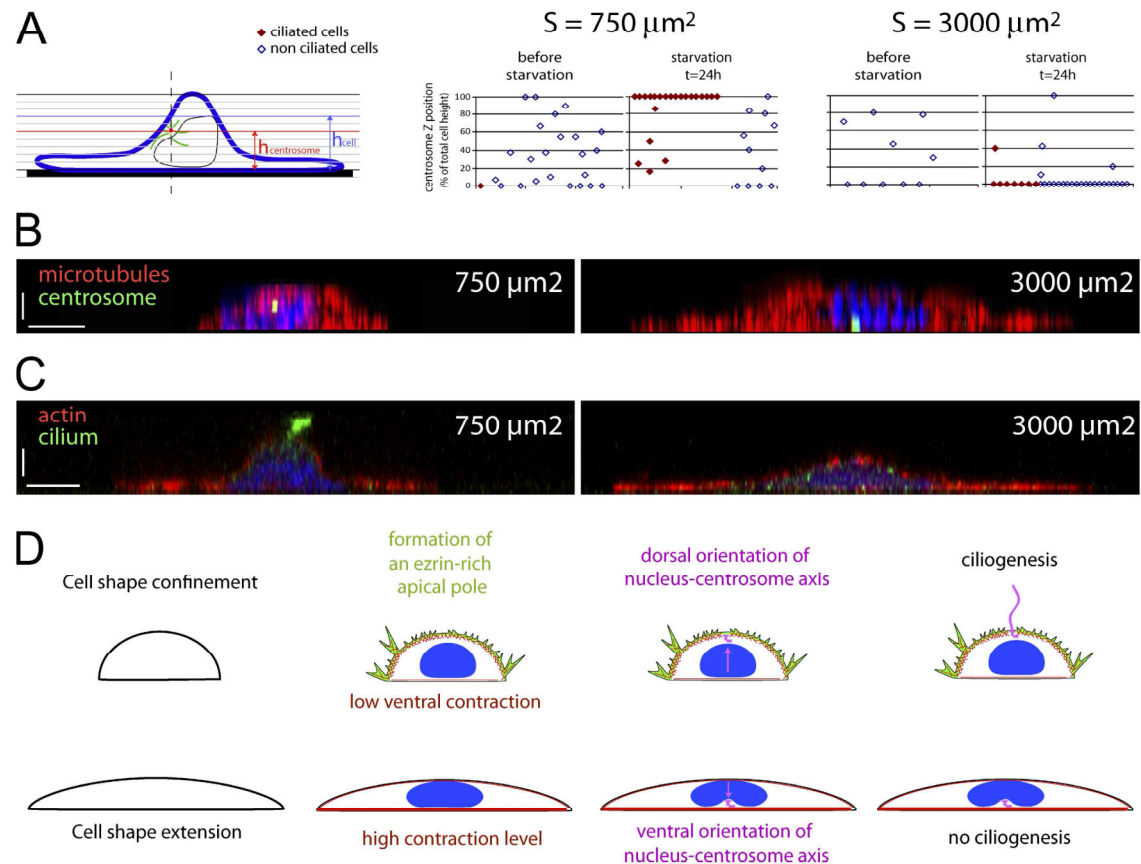 A
ciliated cells
non ciliated cells
h centrosome
h cell
S = 750 µm²
S = 3000 µm²
before
starvation
starvation
t=24h
before
starvation
starvation
t=24h
centrosome Z position
(% of total cell height)
100
80
60
40
20
0
B
microtubules
centrosome
750 µm2
3000 µm2
C
actin
cilium
750 µm2
3000 µm2
D
Cell shape confinement
formation of
an ezrin-rich
apical pole
low ventral contraction
dorsal orientation of
nucleus-centrosome axis
ciliogenesis
Cell shape extension
high contraction level
ventral orientation of
nucleus-centrosome axis
no ciliogenesis